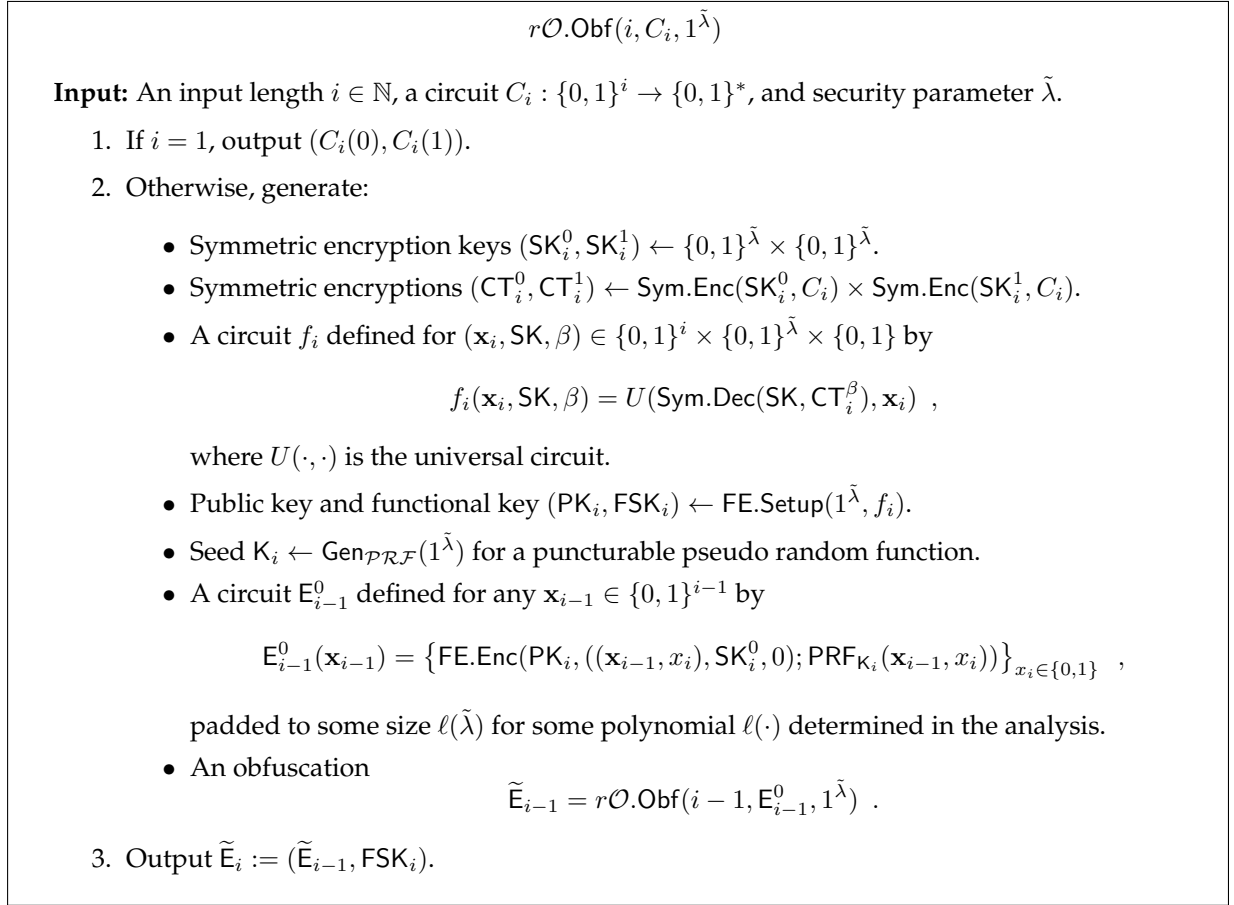 r𝒪.Obf(i, C_i, 1^{λ̃})
Input: An input length i ∈ ℕ, a circuit C_i : {0, 1}^i → {0, 1}^*, and security parameter λ̃.
1. If i = 1, output (C_i(0), C_i(1)).
2. Otherwise, generate:
• Symmetric encryption keys (SK_i^0, SK_i^1) ← {0, 1}^{λ̃} × {0, 1}^{λ̃}.
• Symmetric encryptions (CT_i^0, CT_i^1) ← Sym.Enc(SK_i^0, C_i) × Sym.Enc(SK_i^1, C_i).
• A circuit f_i defined for (𝐱_i, SK, β) ∈ {0, 1}^i × {0, 1}^{λ̃} × {0, 1} by
f_i(𝐱_i, SK, β) = U(Sym.Dec(SK, CT_i^β), 𝐱_i) ,
where U(·, ·) is the universal circuit.
• Public key and functional key (PK_i, FSK_i) ← FE.Setup(1^{λ̃}, f_i).
• Seed K_i ← Gen_{𝒫ℛℱ}(1^{λ̃}) for a puncturable pseudo random function.
• A circuit E_{i−1}^0 defined for any 𝐱_{i−1} ∈ {0, 1}^{i−1} by
E_{i−1}^0(𝐱_{i−1}) = {FE.Enc(PK_i, ((𝐱_{i−1}, x_i), SK_i^0, 0); PRF_{K_i}(𝐱_{i−1}, x_i))}_{x_i∈{0,1}} ,
padded to some size ℓ(λ̃) for some polynomial ℓ(·) determined in the analysis.
• An obfuscation
Ẽ_{i−1} = r𝒪.Obf(i − 1, E_{i−1}^0, 1^{λ̃}) .
3. Output Ẽ_i := (Ẽ_{i−1}, FSK_i).